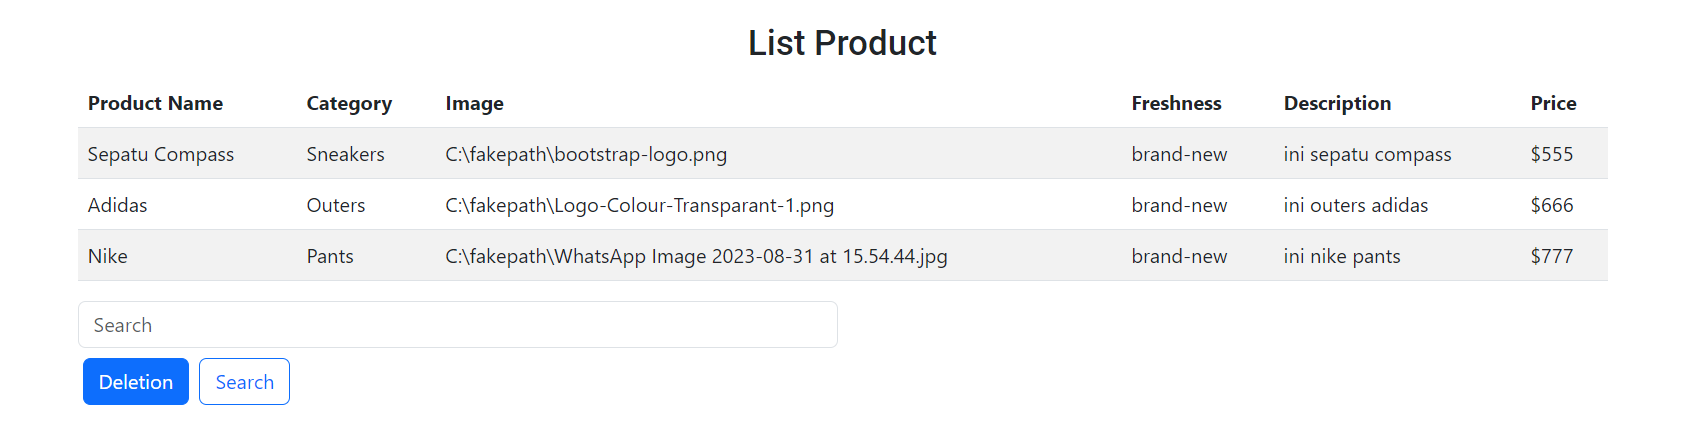 List Product
Product Name Category Image Freshness Description Price
Sepatu Compass Sneakers C:\fakepath\bootstrap-logo.png brand-new ini sepatu compass $555
Adidas Outers C:\fakepath\Logo-Colour-Transparant-1.png brand-new ini outers adidas $666
Nike Pants C:\fakepath\WhatsApp Image 2023-08-31 at 15.54.44.jpg brand-new ini nike pants $777
Search
Deletion Search